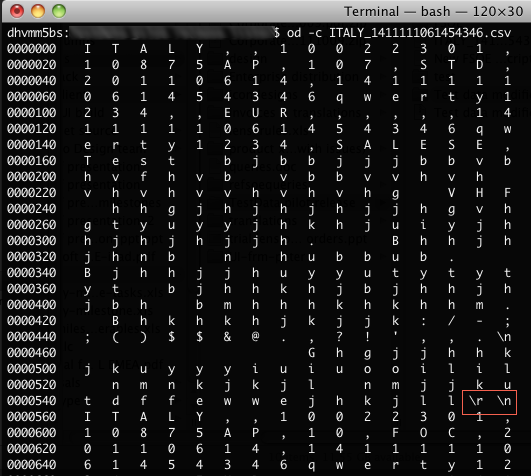 Terminal — bash — 120×30
dhvmm5bs: $ od -c ITALY_1411111061454346.csv
0000000 I T A L Y , , 1 0 0 2 2 3 0 1 ,
0000020 1 0 8 7 5 A P , 1 0 7 , S T D ,
0000040 2 0 1 1 0 6 1 4 , 1 4 1 1 1 1 1
0000060 0 6 1 4 5 4 3 4 6 q w e r t y 1
0000100 2 3 4 , , E U R , , , , , 1 4
0000120 1 1 1 1 1 0 6 1 4 5 4 3 4 6 q w
0000140 e r t y 1 2 3 4 , S A L E S E ,
0000160 T e s t b j b b j j b b v b
0000200 h v f h v b v b b v v h v h
0000220 v h v h v v h v h v h g V H F
0000240 h h g j h j h j h j j h g v h
0000260 g t y u y y j h k h j u i y j h
0000300 h j h j h j j h . B h h j h
0000320 j h n b n h u b b u b .
0000340 B j h h j j h u y y u t y t y t
0000360 y t b j h h k h j b j h h j h
0000400 j b h b m h h k h k h m .
0000420 B h k h k h j k j j k : / - ;
0000440 ; ( ) $ $ & @ . , ? ! ' , , . \n
0000460 G h g j j h h k
0000500 j k u y y y i u i u o o i l i l
0000520 n m n k j k j l n m j j k u
0000540 t d f f e w w e j h k j l l \r \n
0000560 I T A L Y , , 1 0 0 2 2 3 0 1 ,
0000600 1 0 8 7 5 A P , 1 0 , F O C , 2
0000620 0 1 1 0 6 1 4 , 1 4 1 1 1 1 1 0
0000640 6 1 4 5 4 3 4 6 q w e r t y 1 2